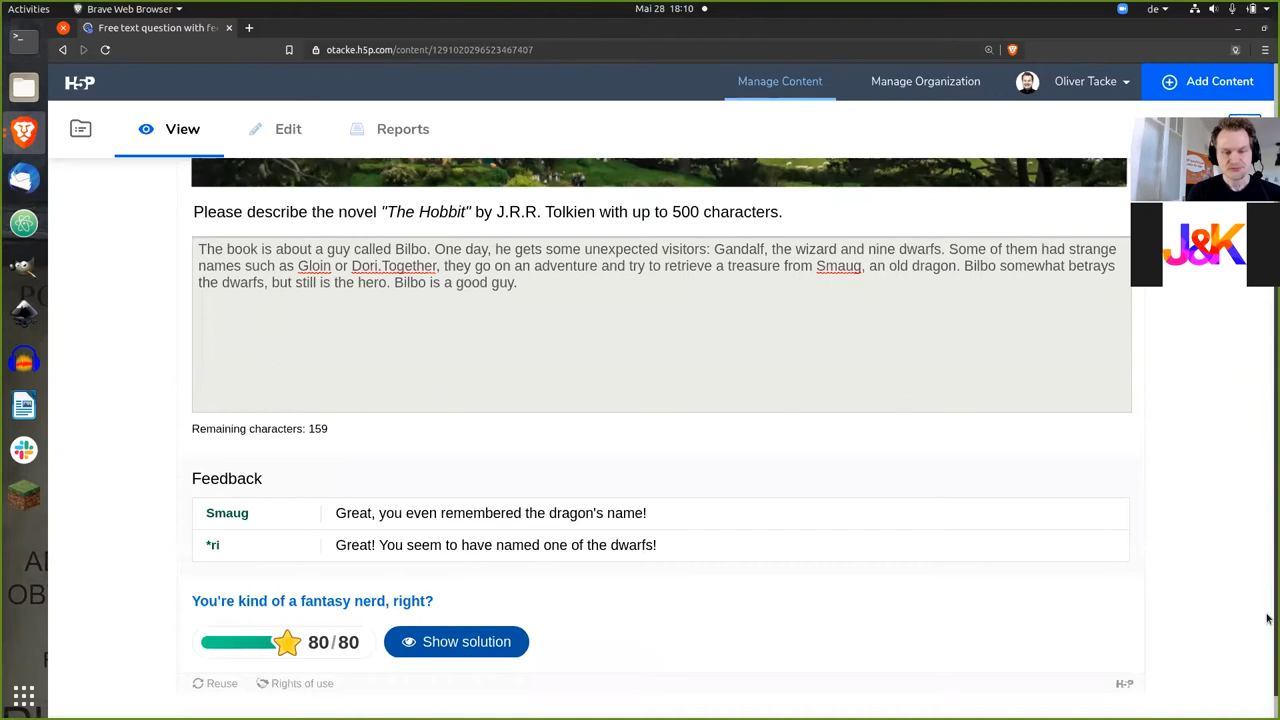 Activities
Brave Web Browser
Mai 28 18:10
de
Free text question with fe
otacke.h5p.com/content/1291020296523467407
H5P
Manage Content
Manage Organization
Oliver Tacke
Add Content
View
Edit
Reports
Please describe the novel "The Hobbit" by J.R.R. Tolkien with up to 500 characters.
The book is about a guy called Bilbo. One day, he gets some unexpected visitors: Gandalf, the wizard and nine dwarfs. Some of them had strange
names such as Gloin or Dori.Together, they go on an adventure and try to retrieve a treasure from Smaug, an old dragon. Bilbo somewhat betrays
the dwarfs, but still is the hero. Bilbo is a good guy.
J&K
Remaining characters: 159
Feedback
Smaug
Great, you even remembered the dragon's name!
*ri
Great! You seem to have named one of the dwarfs!
You're kind of a fantasy nerd, right?
80/80
Show solution
Reuse
Rights of use
H5P